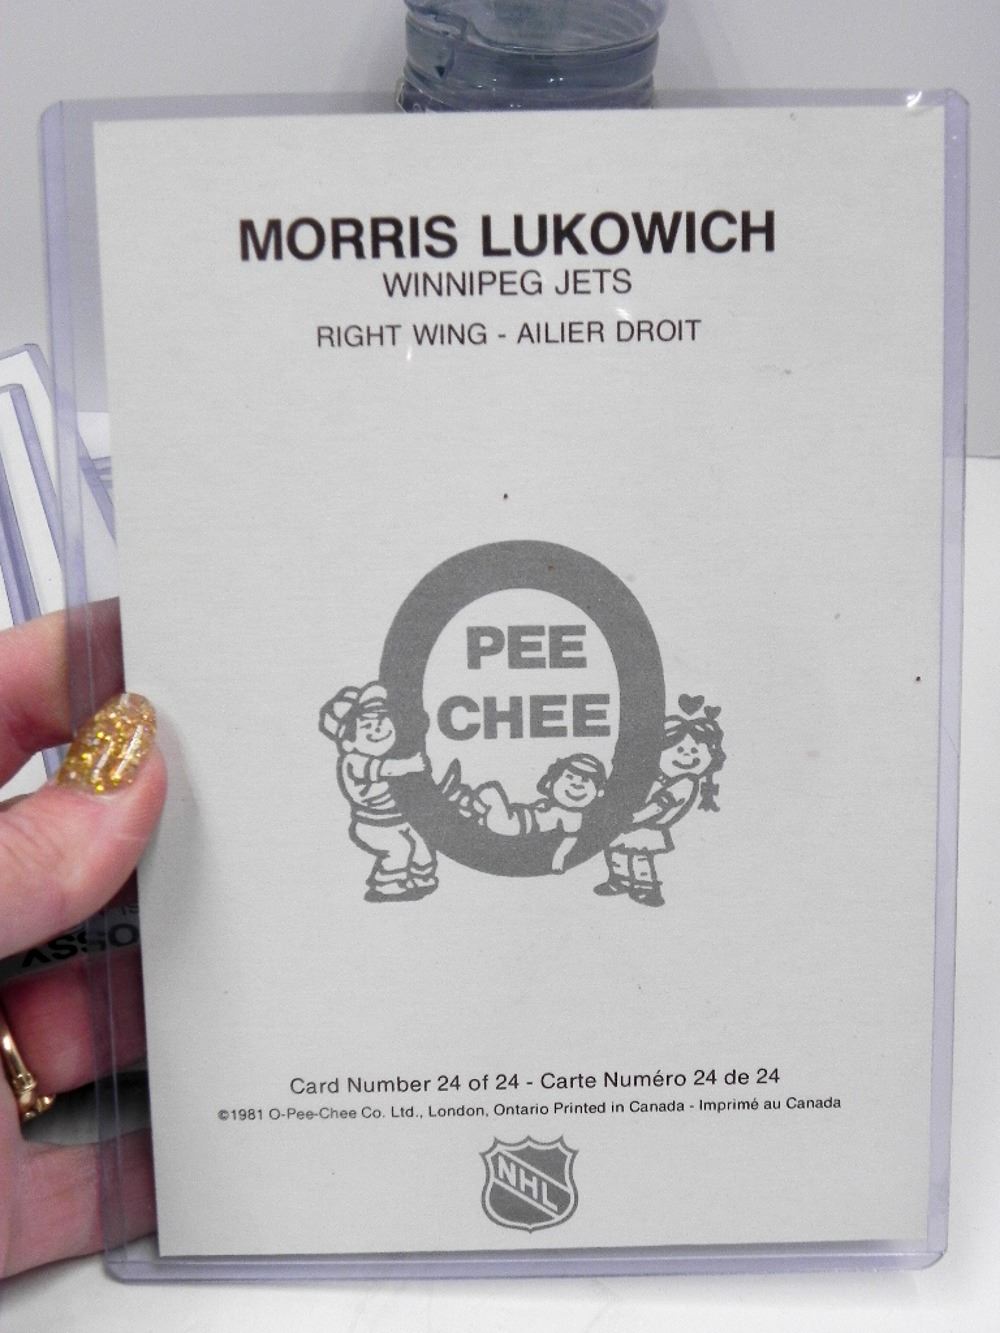 MORRIS LUKOWICH
WINNIPEG JETS
RIGHT WING - AILIER DROIT
PEE
CHEE
Card Number 24 of 24 - Carte Numéro 24 de 24
©1981 O-Pee-Chee Co. Ltd., London, Ontario Printed in Canada - Imprimé au Canada
NHL